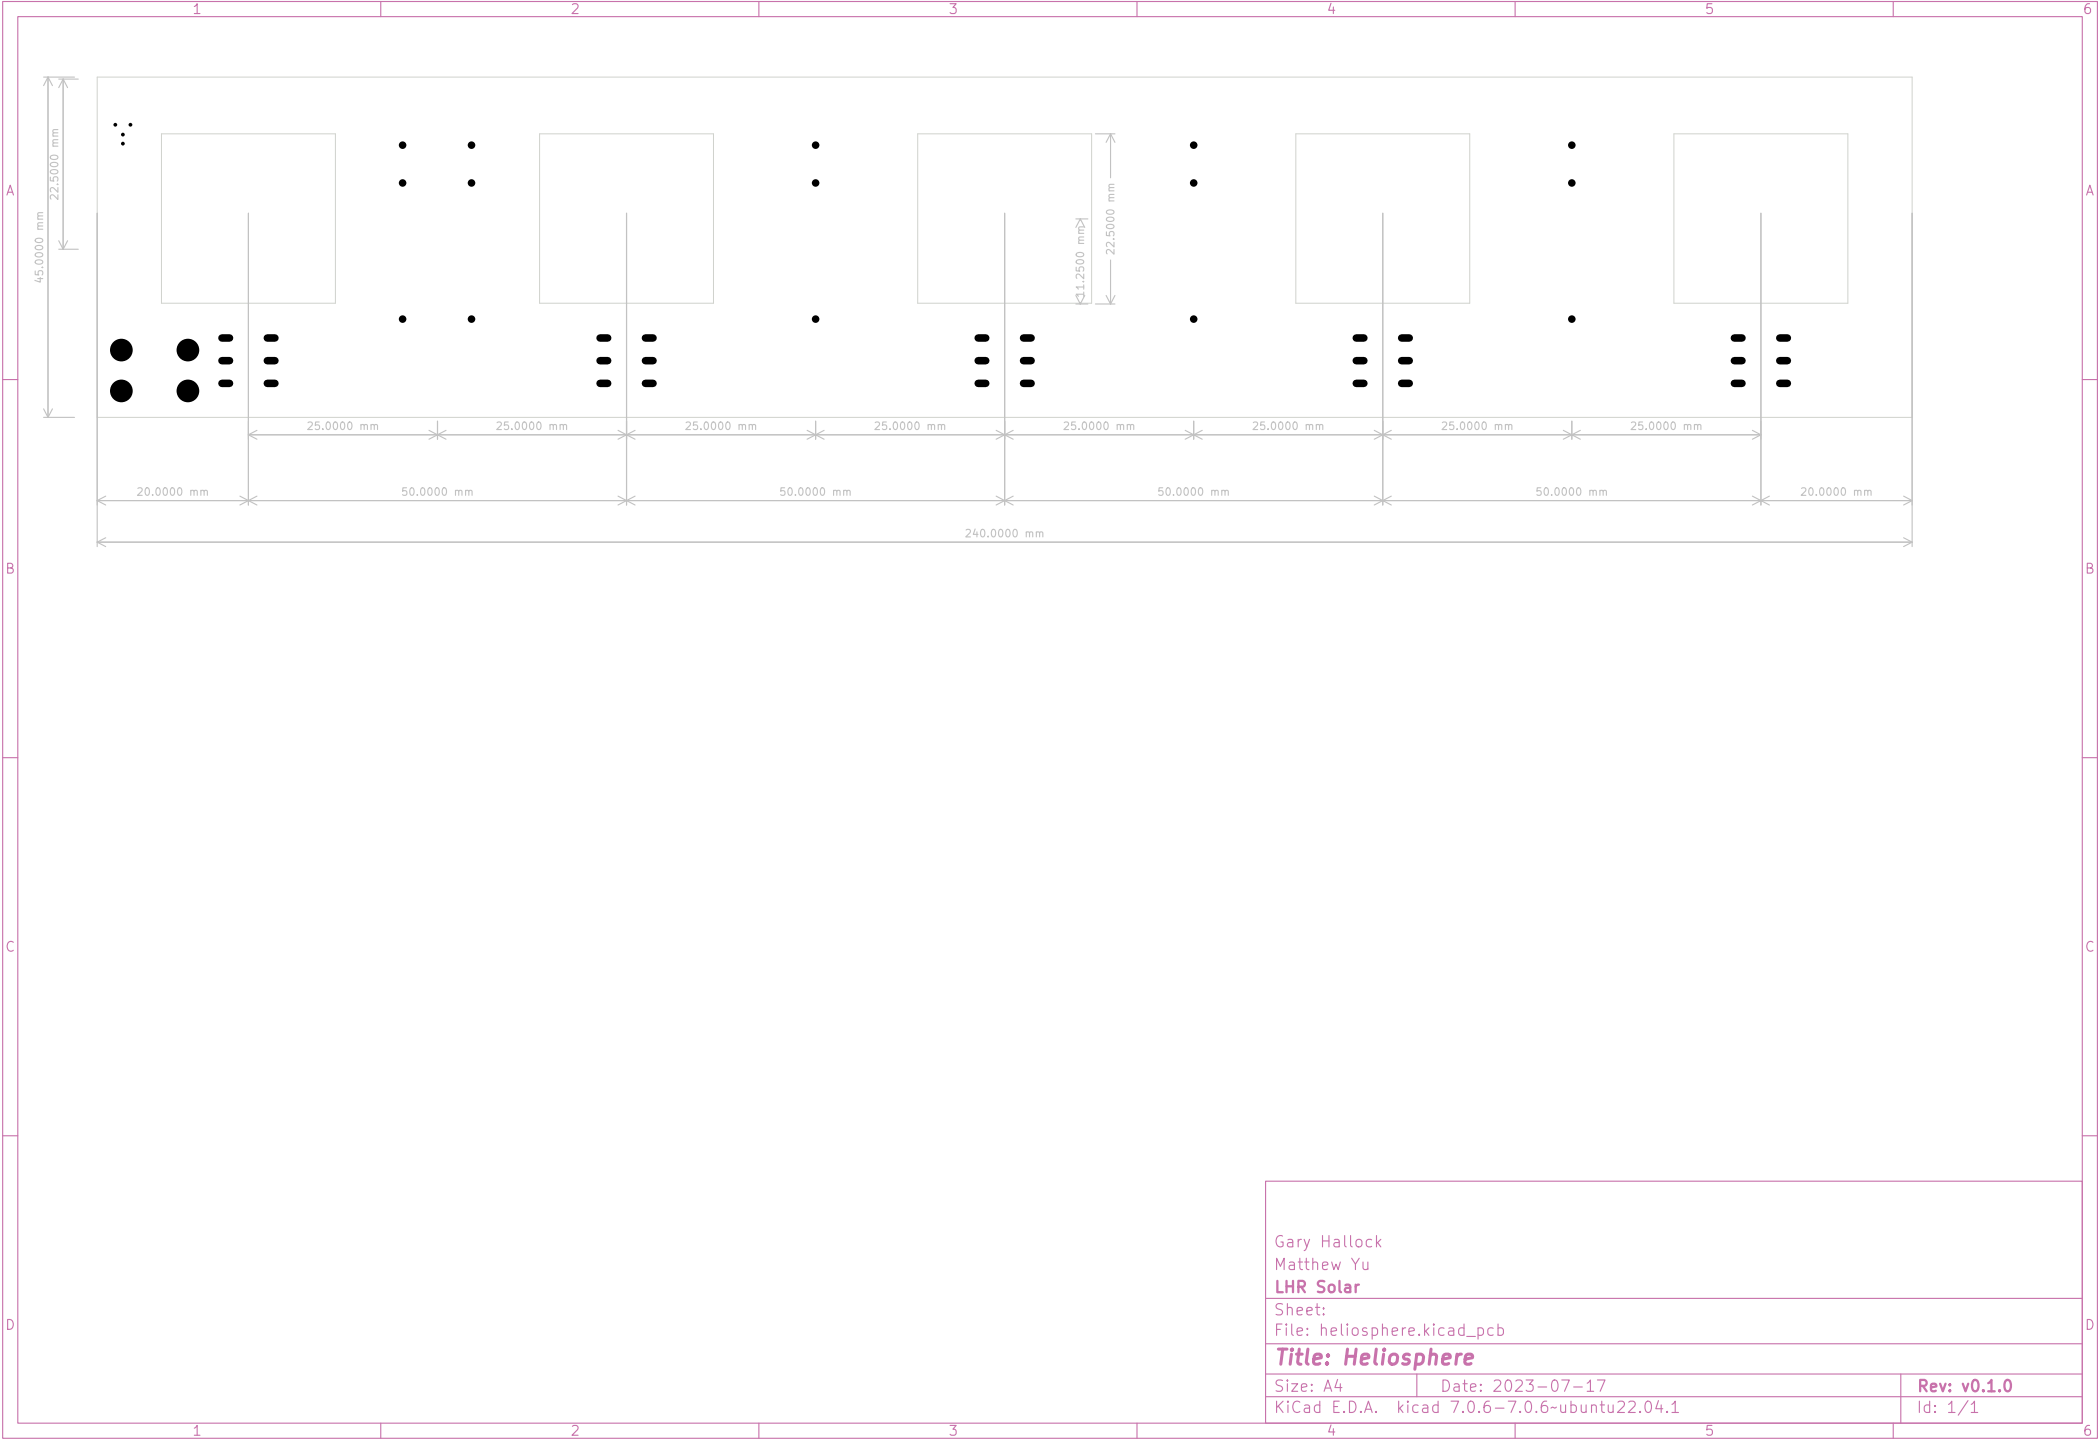 1 2 3 4 5 6
22.5000 mm
45.0000 mm
A A
22.5000 mm
11.2500 mm
25.0000 mm 25.0000 mm 25.0000 mm 25.0000 mm 25.0000 mm 25.0000 mm 25.0000 mm 25.0000 mm
20.0000 mm 50.0000 mm 50.0000 mm 50.0000 mm 50.0000 mm 20.0000 mm
240.0000 mm
B B
C C
Gary Hallock
Matthew Yu
LHR Solar
Sheet:
D D
File: heliosphere.kicad_pcb
Title: Heliosphere
Size: A4 Date: 2023-07-17 Rev: v0.1.0
KiCad E.D.A. kicad 7.0.6-7.0.6~ubuntu22.04.1 Id: 1/1
1 2 3 4 5 6